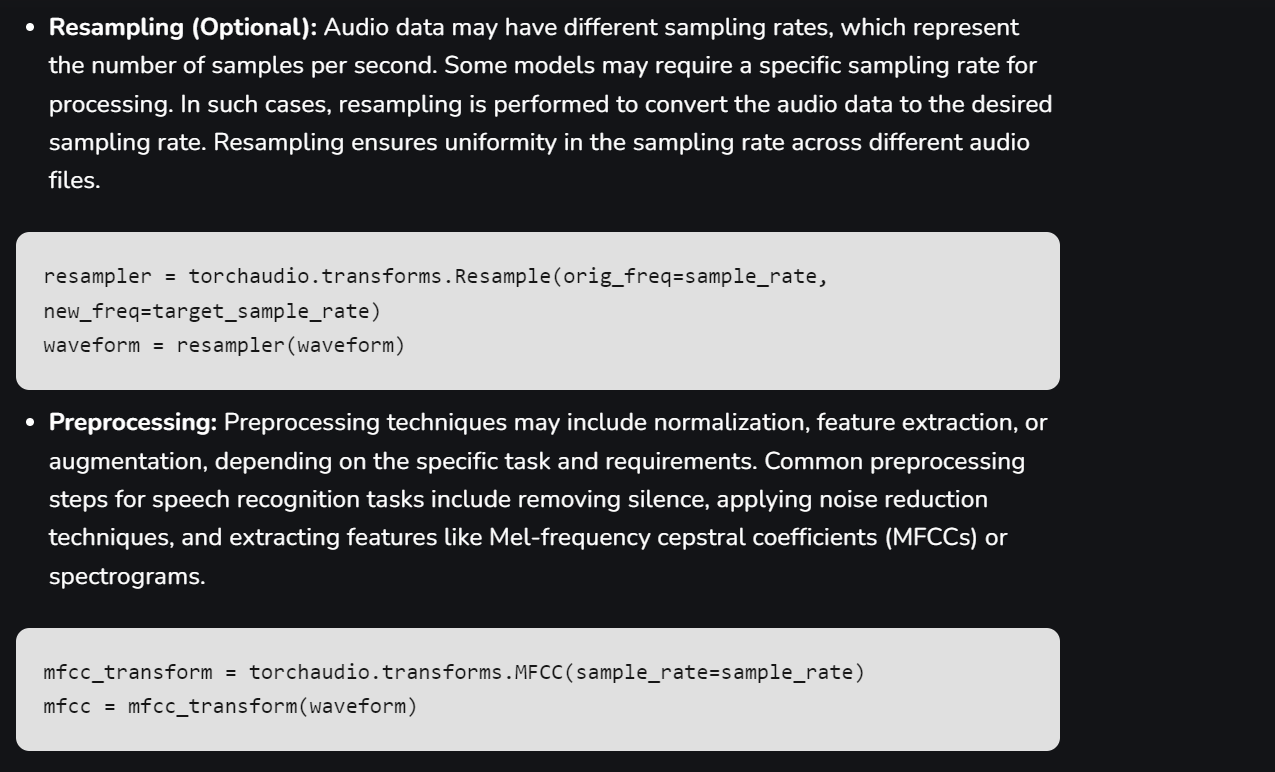 • Resampling (Optional): Audio data may have different sampling rates, which represent
the number of samples per second. Some models may require a specific sampling rate for
processing. In such cases, resampling is performed to convert the audio data to the desired
sampling rate. Resampling ensures uniformity in the sampling rate across different audio
files.
resampler = torchaudio.transforms.Resample(orig_freq=sample_rate,
new_freq=target_sample_rate)
waveform = resampler(waveform)
• Preprocessing: Preprocessing techniques may include normalization, feature extraction, or
augmentation, depending on the specific task and requirements. Common preprocessing
steps for speech recognition tasks include removing silence, applying noise reduction
techniques, and extracting features like Mel-frequency cepstral coefficients (MFCCs) or
spectrograms.
mfcc_transform = torchaudio.transforms.MFCC(sample_rate=sample_rate)
mfcc = mfcc_transform(waveform)